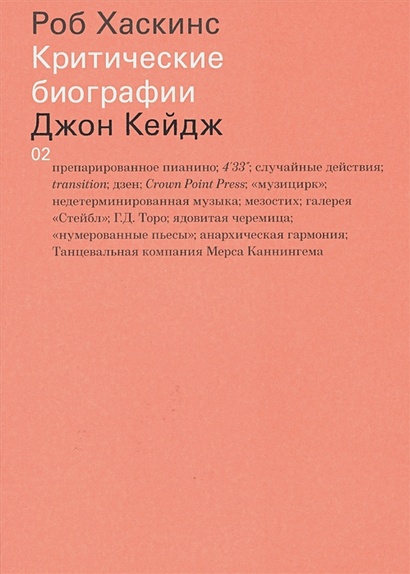 Роб Хаскинс
Критические
биографии
Джон Кейдж
02
препарированное пианино; 4'33"; случайные действия;
transition; дзен; Crown Point Press; «музицирк»;
недетерминированная музыка; мезостих; галерея
«Стейбл»; Г.Д. Торо; ядовитая черемица;
«нумерованные пьесы»; анархическая гармония;
Танцевальная компания Мерса Каннингема